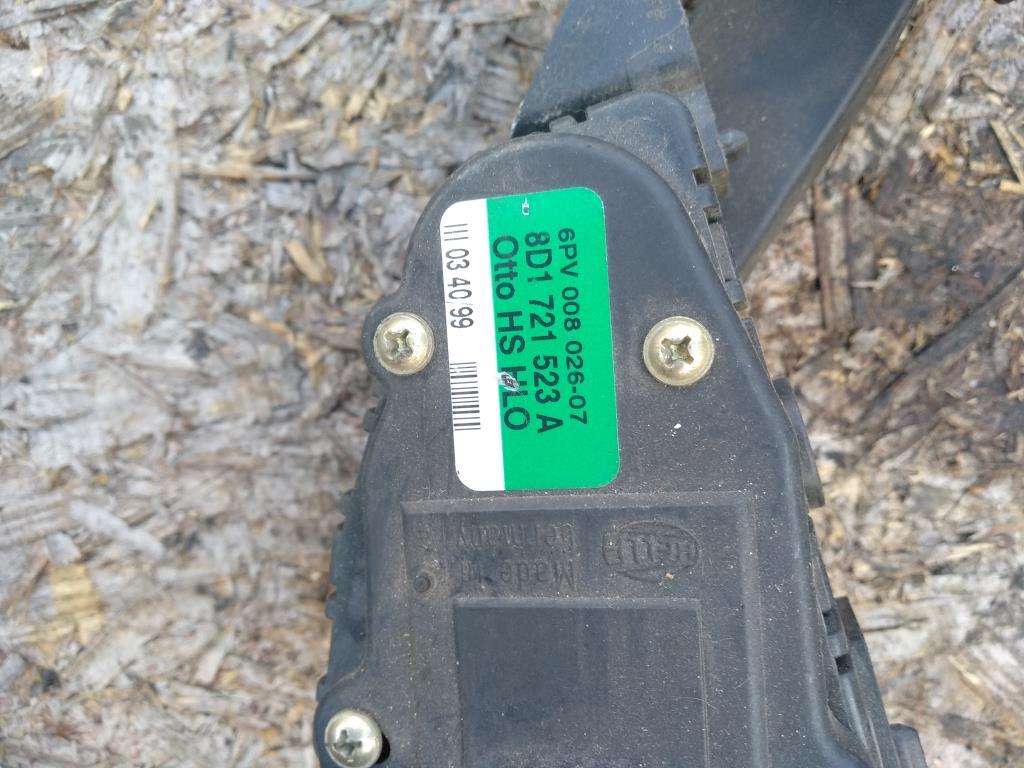 6PV 008 026-07
8D1 721 523 A
Otto HS HLO
03 40/99
HELLA
Made in
Germany